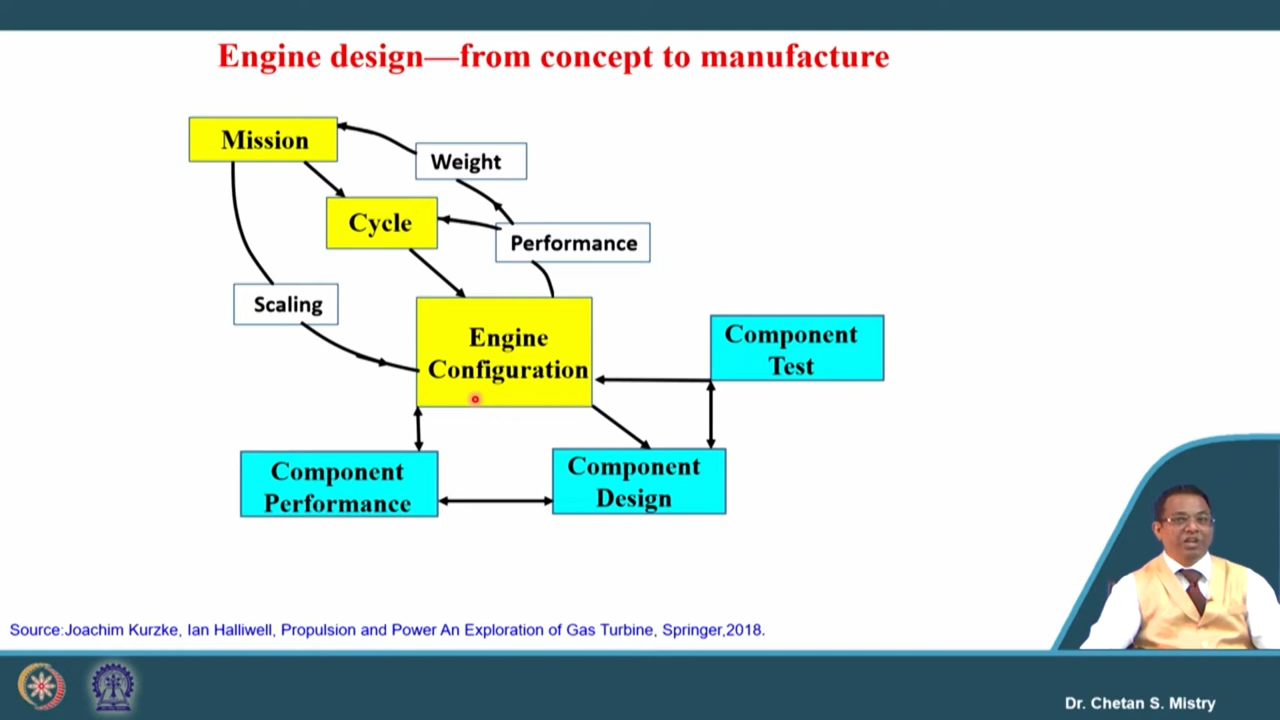 Engine design—from concept to manufacture
Mission
Weight
Cycle
Performance
Scaling
Engine
Configuration
Component
Test
Component
Performance
Component
Design
Source:Joachim Kurzke, Ian Halliwell, Propulsion and Power An Exploration of Gas Turbine, Springer,2018.
Dr. Chetan S. Mistry